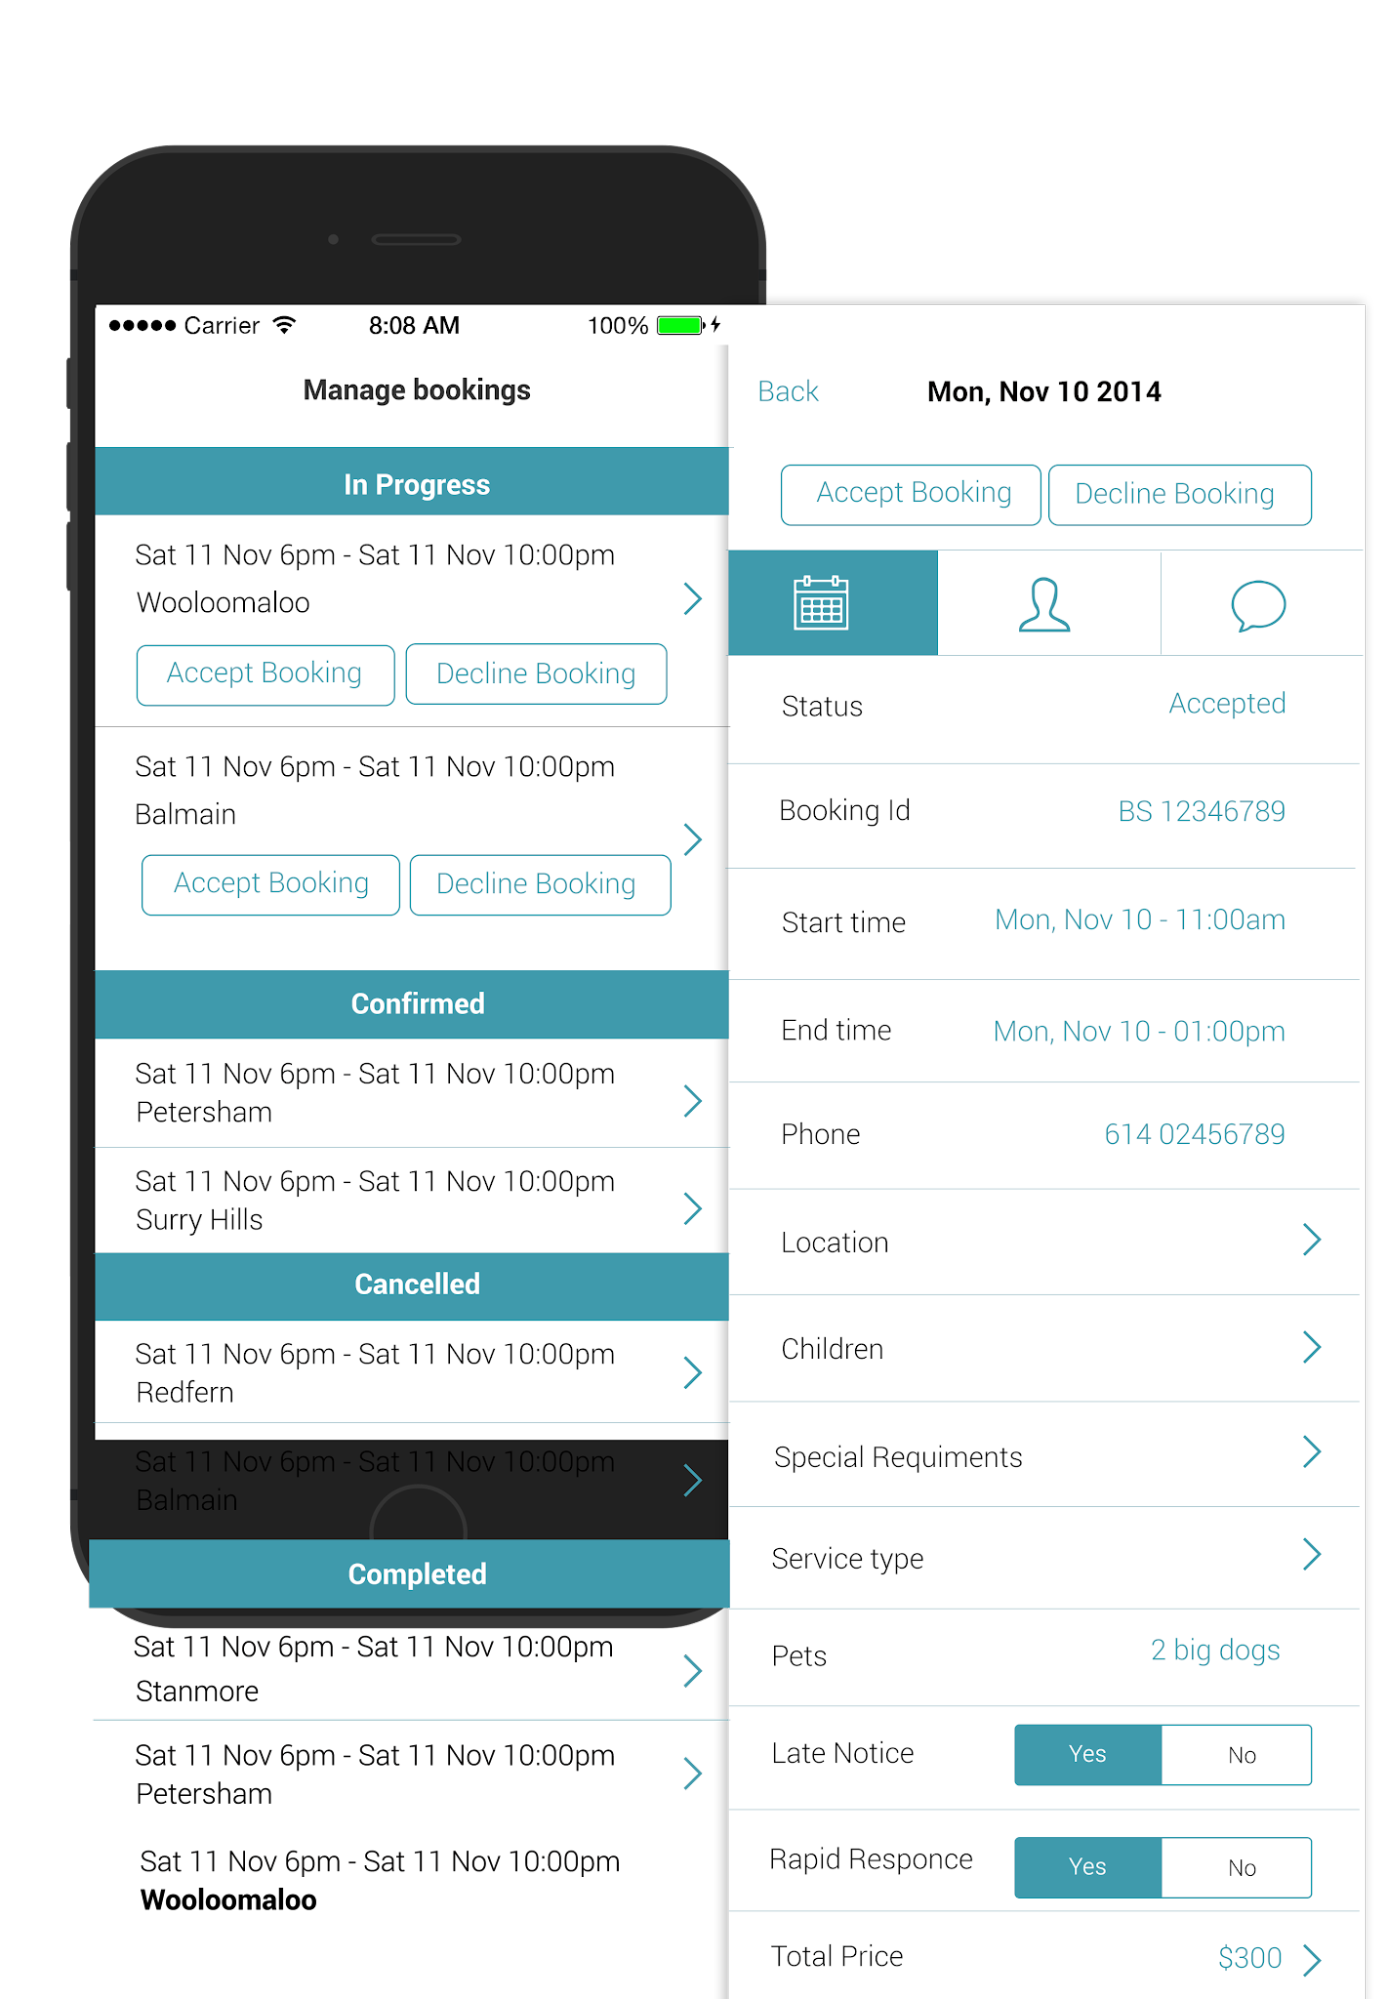 Carrier 8:08 AM 100%
Manage bookings
In Progress
Sat 11 Nov 6pm - Sat 11 Nov 10:00pm
Wooloomaloo
Accept Booking Decline Booking
Sat 11 Nov 6pm - Sat 11 Nov 10:00pm
Balmain
Accept Booking Decline Booking
Confirmed
Sat 11 Nov 6pm - Sat 11 Nov 10:00pm
Petersham
Sat 11 Nov 6pm - Sat 11 Nov 10:00pm
Surry Hills
Cancelled
Sat 11 Nov 6pm - Sat 11 Nov 10:00pm
Redfern
Sat 11 Nov 6pm - Sat 11 Nov 10:00pm
Balmain
Completed
Sat 11 Nov 6pm - Sat 11 Nov 10:00pm
Stanmore
Sat 11 Nov 6pm - Sat 11 Nov 10:00pm
Petersham
Sat 11 Nov 6pm - Sat 11 Nov 10:00pm
Wooloomaloo
Back Mon, Nov 10 2014
Accept Booking Decline Booking
Status Accepted
Booking Id BS 12346789
Start time Mon, Nov 10 - 11:00am
End time Mon, Nov 10 - 01:00pm
Phone 614 02456789
Location
Children
Special Requiments
Service type
Pets 2 big dogs
Late Notice Yes No
Rapid Responce Yes No
Total Price $300